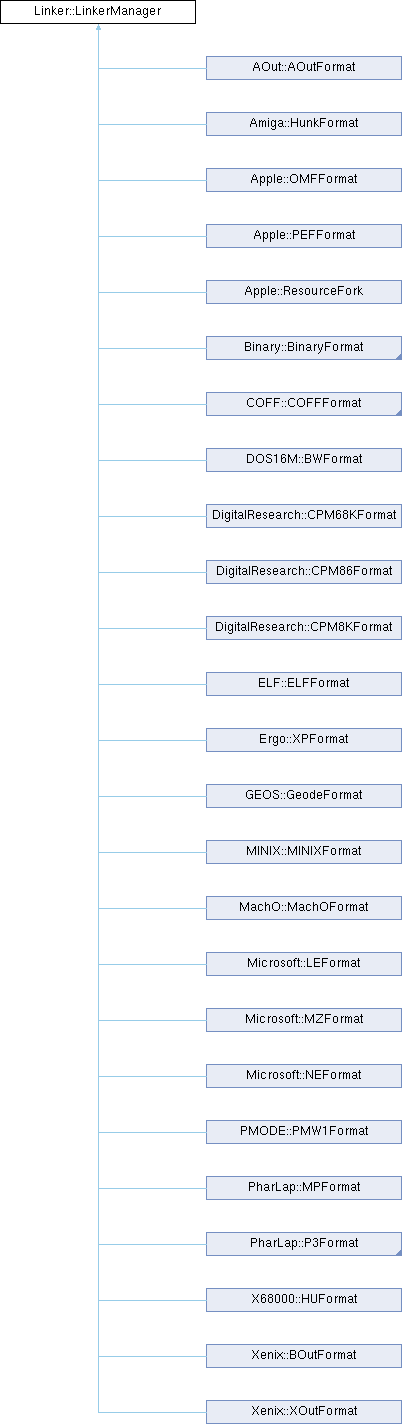 Linker::LinkerManager
AOut::AOutFormat
Amiga::HunkFormat
Apple::OMFFormat
Apple::PEFFormat
Apple::ResourceFork
Binary::BinaryFormat
COFF::COFFFormat
DOS16M::BWFormat
DigitalResearch::CPM68KFormat
DigitalResearch::CPM86Format
DigitalResearch::CPM8KFormat
ELF::ELFFormat
Ergo::XPFormat
GEOS::GeodeFormat
MINIX::MINIXFormat
MachO::MachOFormat
Microsoft::LEFormat
Microsoft::MZFormat
Microsoft::NEFormat
PMODE::PMW1Format
PharLap::MPFormat
PharLap::P3Format
X68000::HUFormat
Xenix::BOutFormat
Xenix::XOutFormat